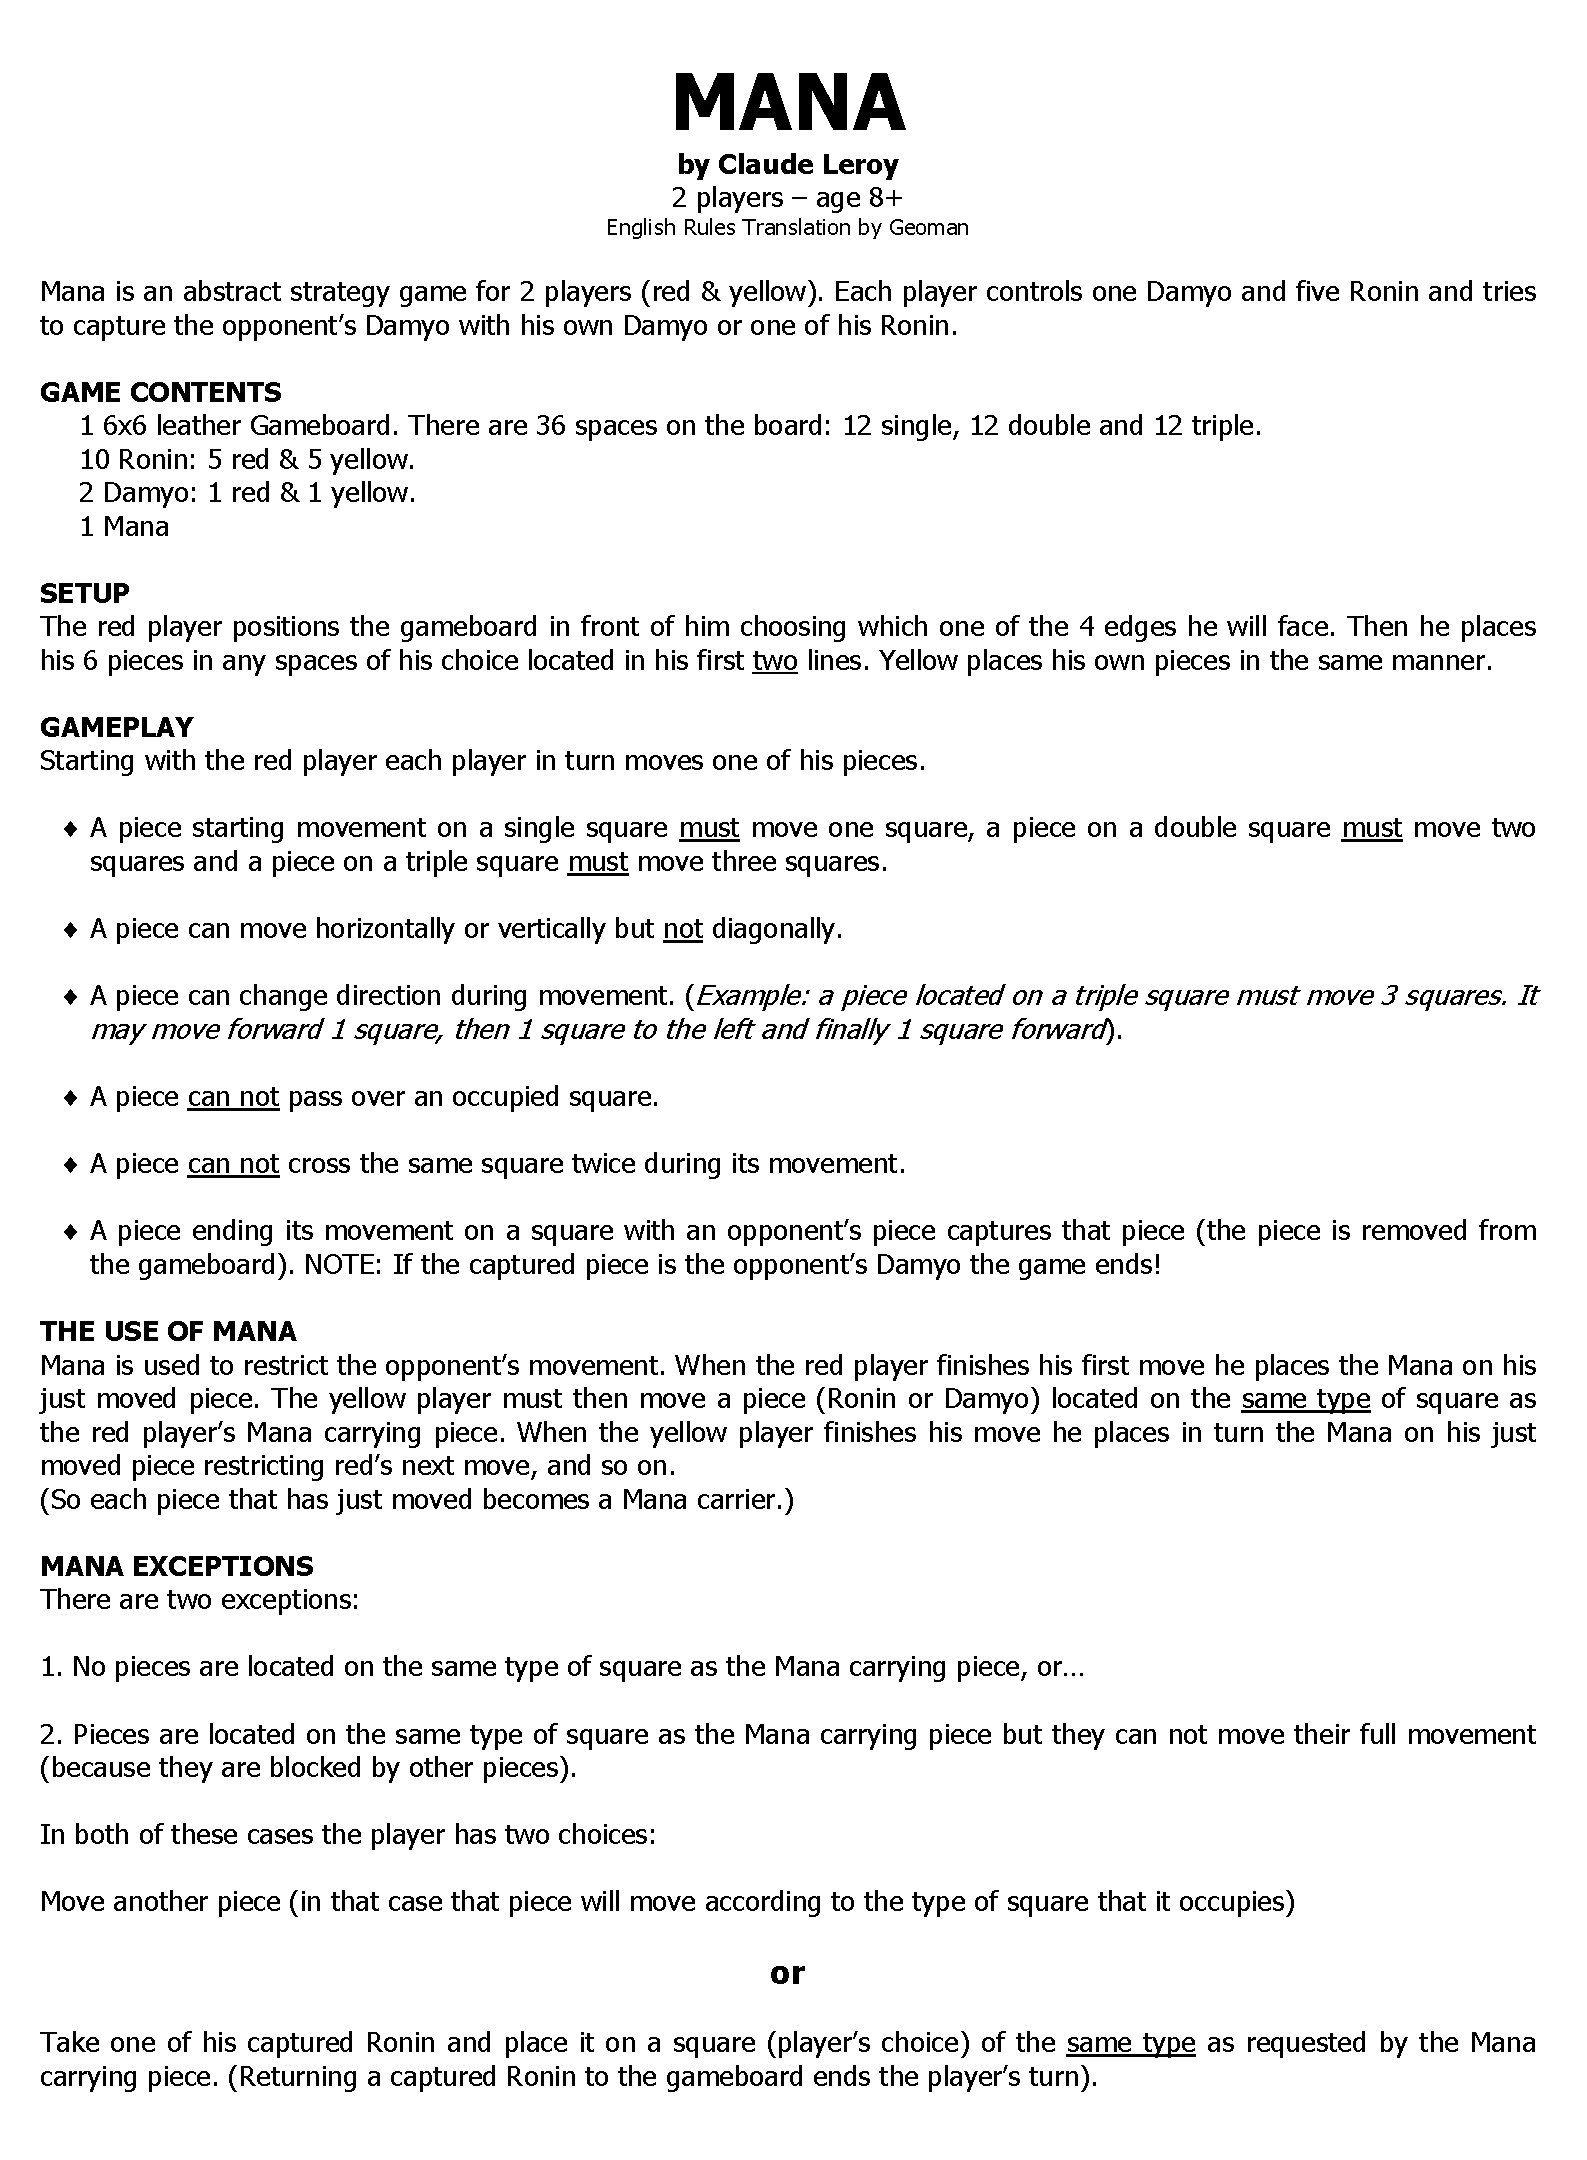 MANA
by Claude Leroy
2 players – age 8+
English Rules Translation by Geoman
Mana is an abstract strategy game for 2 players (red & yellow). Each player controls one Damyo and five Ronin and tries
to capture the opponent’s Damyo with his own Damyo or one of his Ronin.
GAME CONTENTS
1 6x6 leather Gameboard. There are 36 spaces on the board: 12 single, 12 double and 12 triple.
10 Ronin: 5 red & 5 yellow.
2 Damyo: 1 red & 1 yellow.
1 Mana
SETUP
The red player positions the gameboard in front of him choosing which one of the 4 edges he will face. Then he places
his 6 pieces in any spaces of his choice located in his first two lines. Yellow places his own pieces in the same manner.
GAMEPLAY
Starting with the red player each player in turn moves one of his pieces.
♦ A piece starting movement on a single square must move one square, a piece on a double square must move two
squares and a piece on a triple square must move three squares.
♦ A piece can move horizontally or vertically but not diagonally.
♦ A piece can change direction during movement. (Example: a piece located on a triple square must move 3 squares. It
may move forward 1 square, then 1 square to the left and finally 1 square forward).
♦ A piece can not pass over an occupied square.
♦ A piece can not cross the same square twice during its movement.
♦ A piece ending its movement on a square with an opponent’s piece captures that piece (the piece is removed from
the gameboard). NOTE: If the captured piece is the opponent’s Damyo the game ends!
THE USE OF MANA
Mana is used to restrict the opponent’s movement. When the red player finishes his first move he places the Mana on his
just moved piece. The yellow player must then move a piece (Ronin or Damyo) located on the same type of square as
the red player’s Mana carrying piece. When the yellow player finishes his move he places in turn the Mana on his just
moved piece restricting red’s next move, and so on.
(So each piece that has just moved becomes a Mana carrier.)
MANA EXCEPTIONS
There are two exceptions:
1. No pieces are located on the same type of square as the Mana carrying piece, or...
2. Pieces are located on the same type of square as the Mana carrying piece but they can not move their full movement
(because they are blocked by other pieces).
In both of these cases the player has two choices:
Move another piece (in that case that piece will move according to the type of square that it occupies)
or
Take one of his captured Ronin and place it on a square (player’s choice) of the same type as requested by the Mana
carrying piece. (Returning a captured Ronin to the gameboard ends the player’s turn).